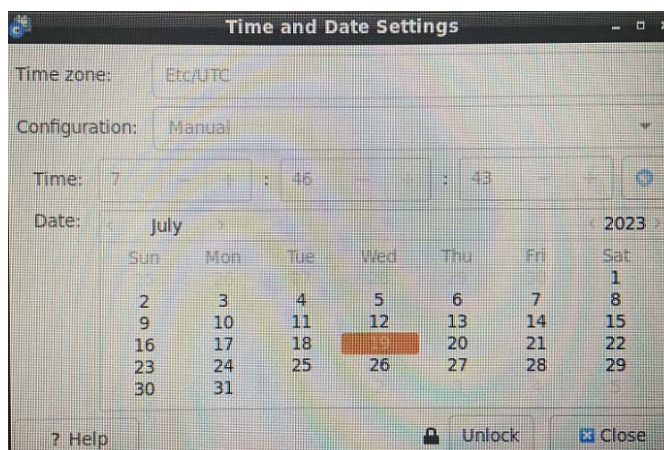 Time and Date Settings
Time zone: Etc/UTC
Configuration: Manual
Time: 7 - + : 46 - + : 43 - +
Date: < July > < 2023 >
Sun Mon Tue Wed Thu Fri Sat
1
2 3 4 5 6 7 8
9 10 11 12 13 14 15
16 17 18 19 20 21 22
23 24 25 26 27 28 29
30 31
? Help Unlock Close